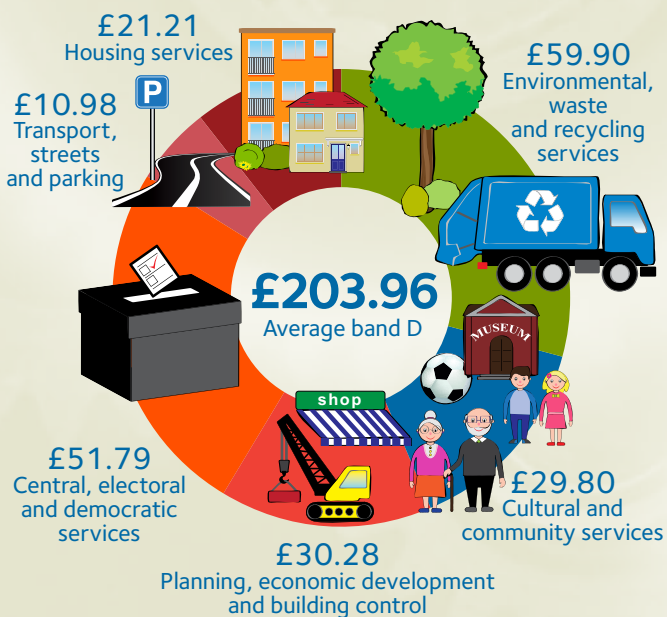 £21.21
Housing services
£10.98
Transport,
streets
and parking
P
£59.90
Environmental,
waste
and recycling
services
£203.96
Average band D
MUSEUM
shop
£51.79
Central, electoral
and democratic
services
£29.80
Cultural and
community services
£30.28
Planning, economic development
and building control